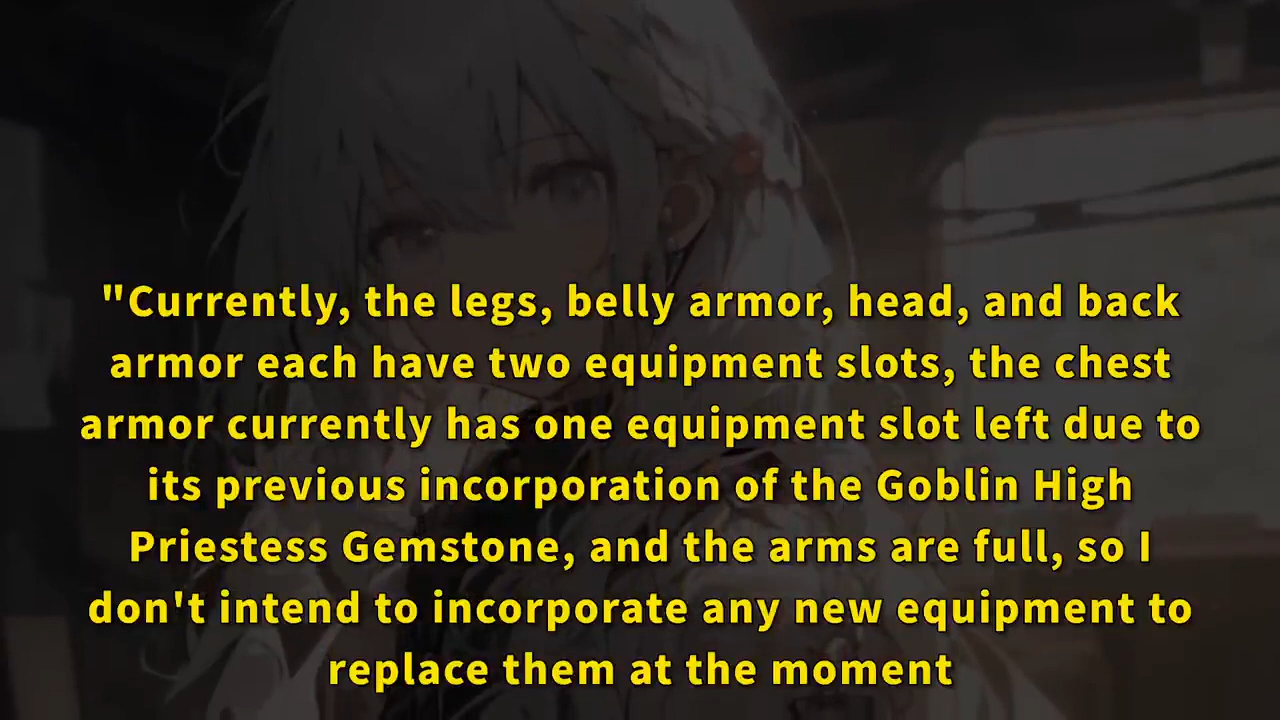 "Currently, the legs, belly armor, head, and back
armor each have two equipment slots, the chest
armor currently has one equipment slot left due to
its previous incorporation of the Goblin High
Priestess Gemstone, and the arms are full, so I
don't intend to incorporate any new equipment to
replace them at the moment